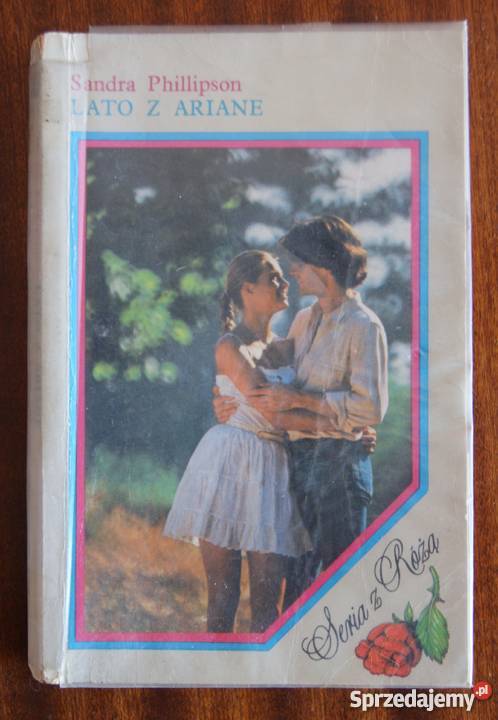 Sandra Phillipson
LATO Z ARIANE
Seria z Różą
Sprzedajemy.pl